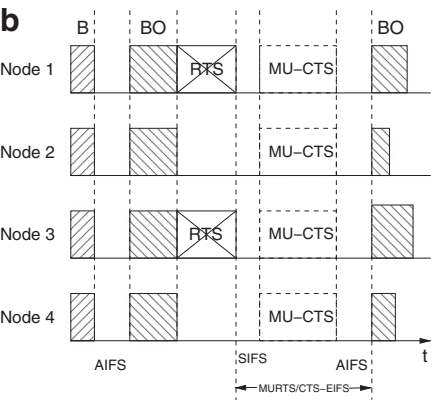 b
B BO BO
Node 1 RTS MU−CTS
Node 2 MU−CTS
Node 3 RTS MU−CTS
Node 4 MU−CTS
t
AIFS SIFS AIFS
MURTS/CTS−EIFS